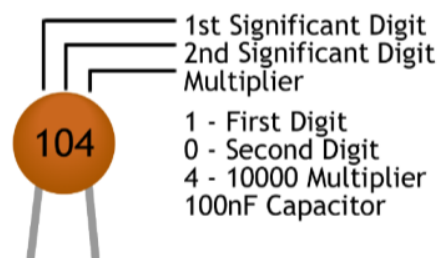 1st Significant Digit
2nd Significant Digit
Multiplier
104
1 - First Digit
0 - Second Digit
4 - 10000 Multiplier
100nF Capacitor